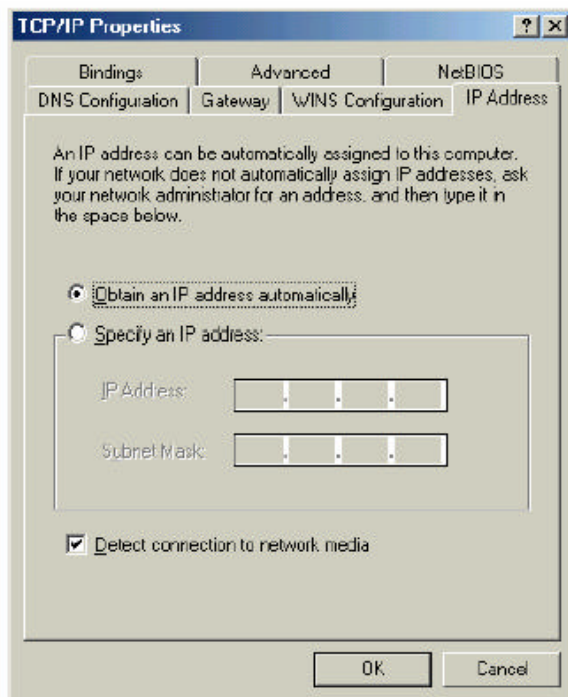 TCP/IP Properties
? X
Bindings Advanced NetBIOS
DNS Configuration Gateway WINS Configuration IP Address
An IP address can be automatically assigned to this computer.
If your network does not automatically assign IP addresses, ask
your network administrator for an address, and then type it in
the space below.
Obtain an IP address automatically
Specify an IP address:
IP Address:
. . .
Subnet Mask:
. . .
Detect connection to network media
OK Cancel